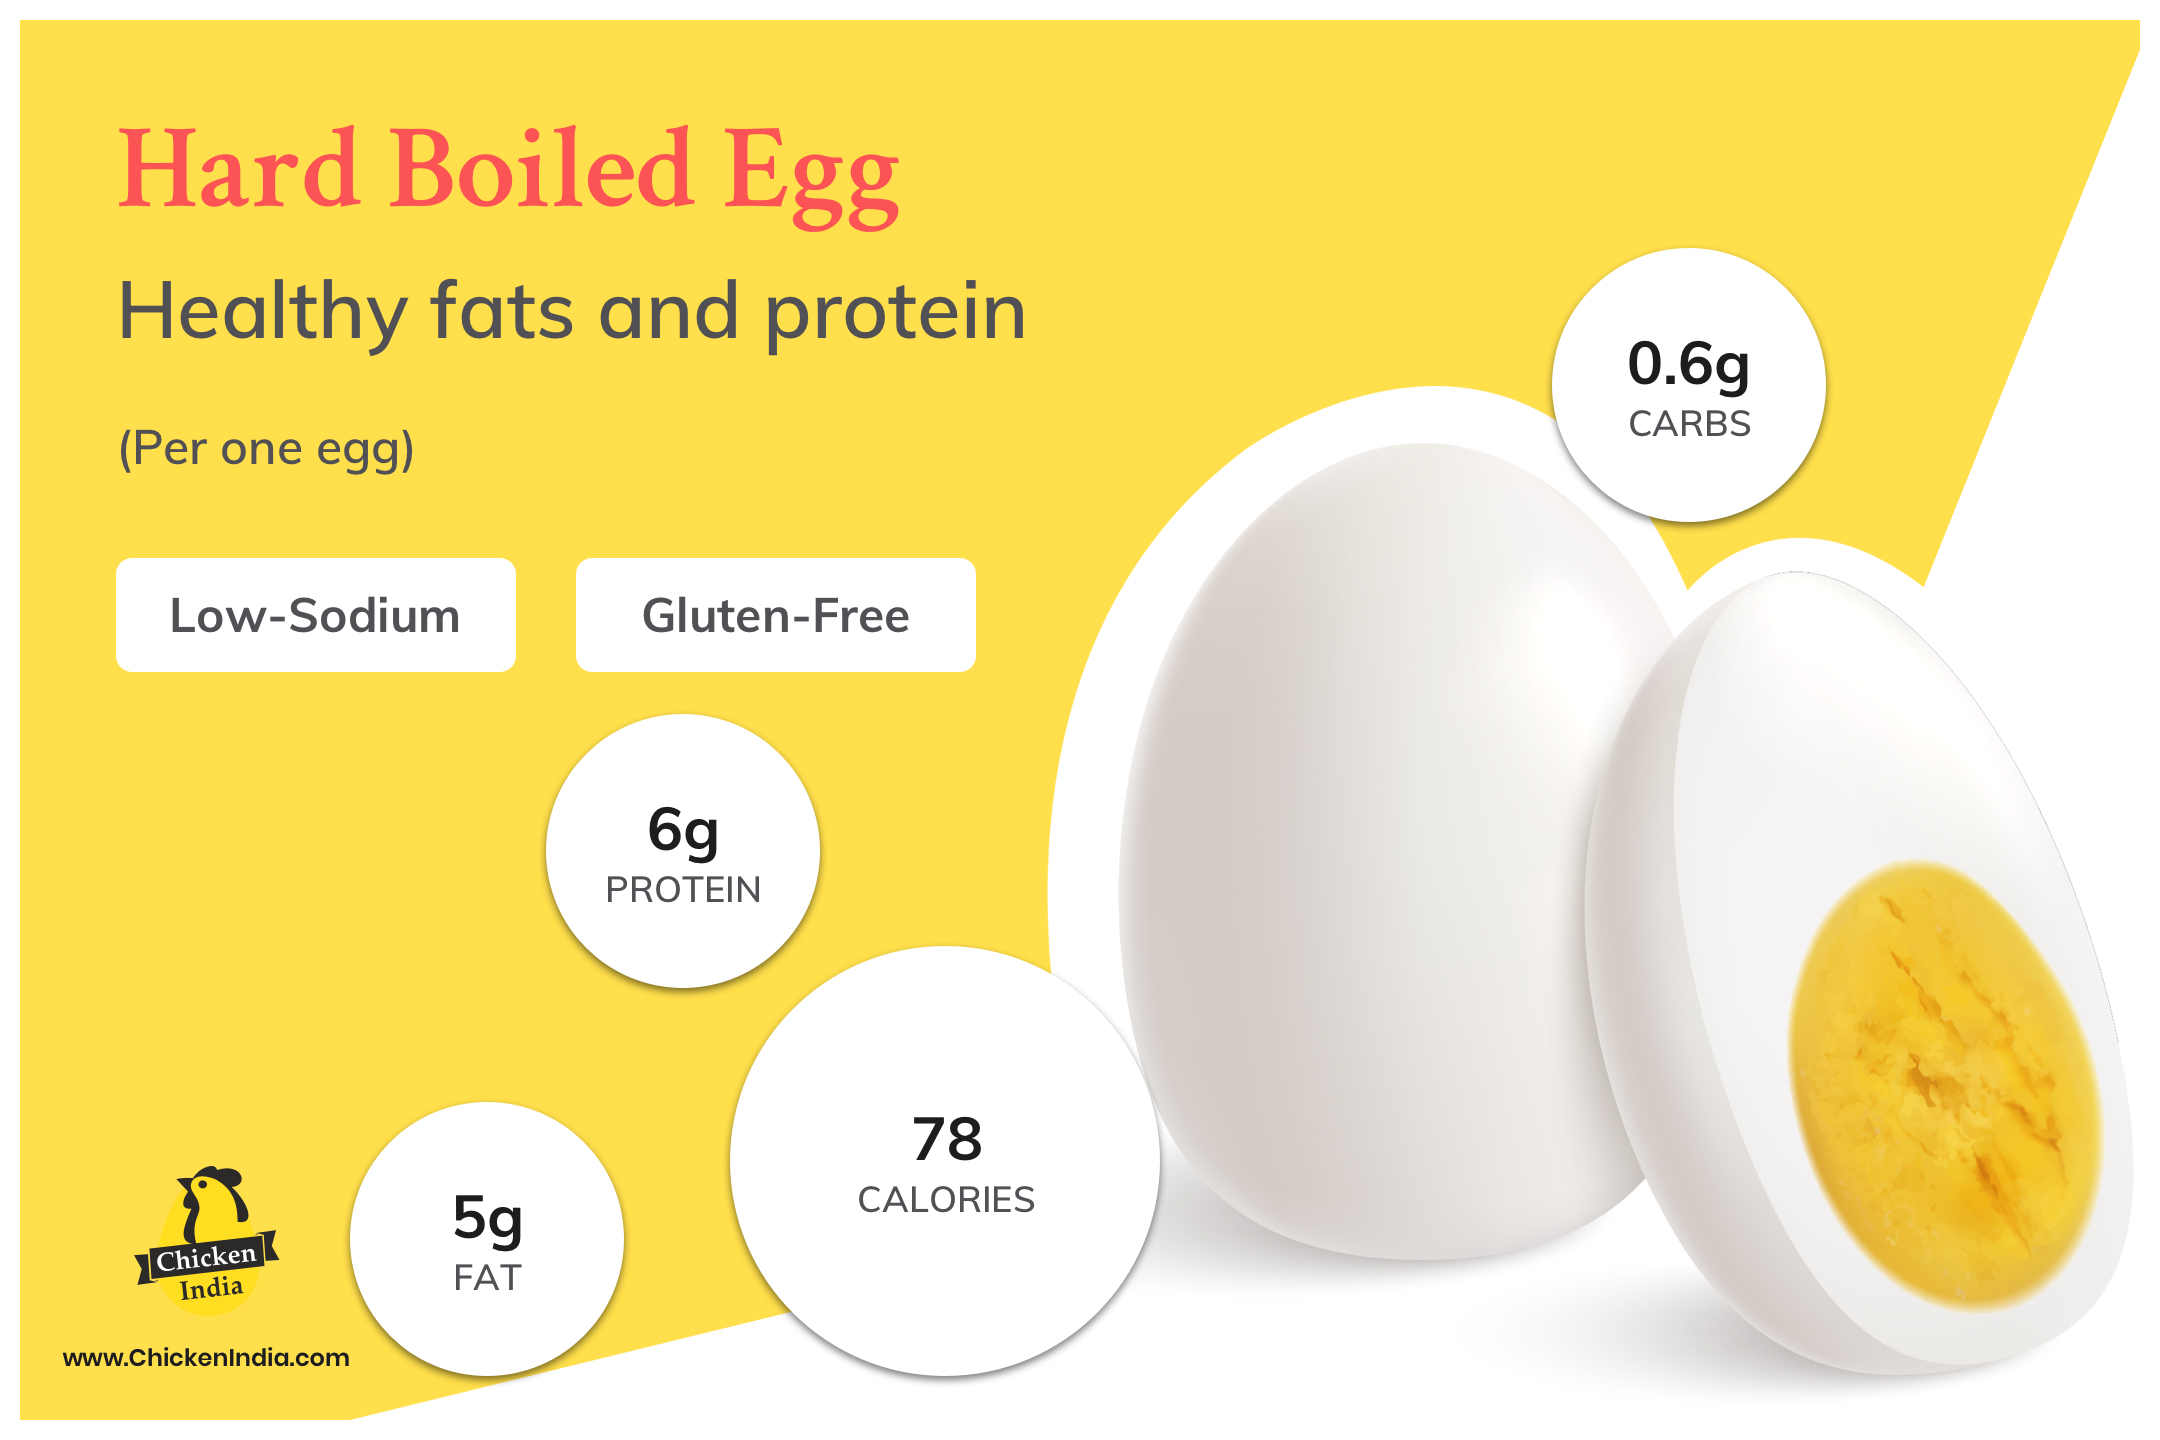 Hard Boiled Egg
Healthy fats and protein
(Per one egg)
Low-Sodium
Gluten-Free
0.6g
CARBS
6g
PROTEIN
78
CALORIES
5g
FAT
Chicken
India
www.ChickenIndia.com